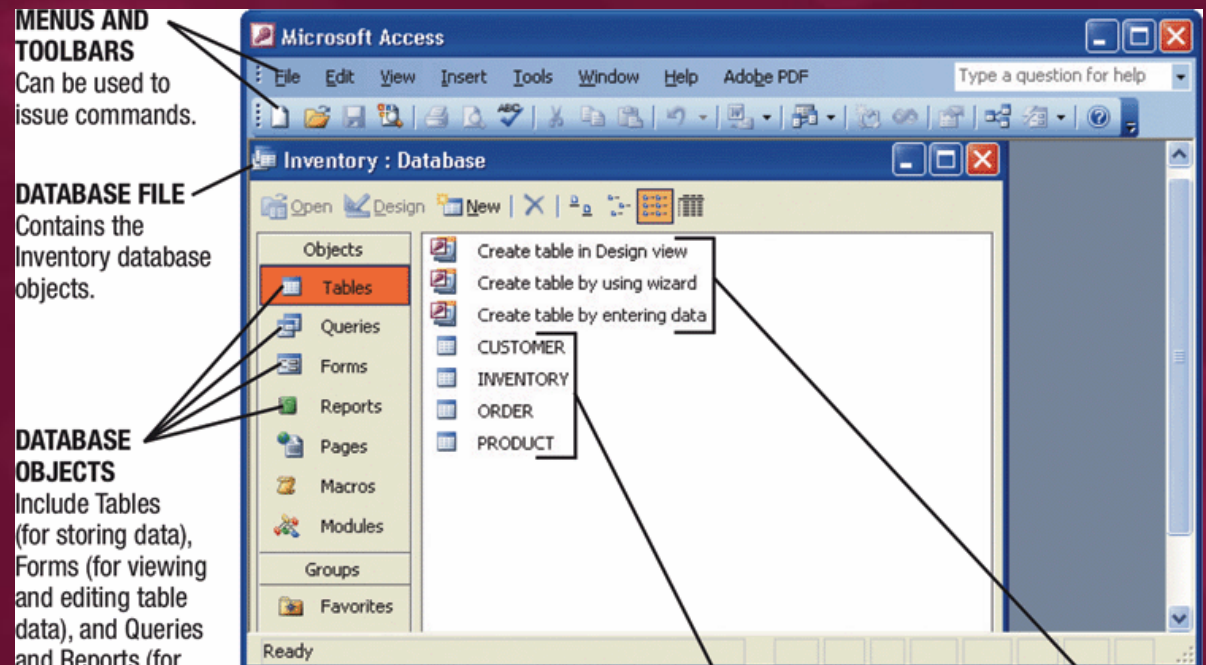 MENUS AND
TOOLBARS
Can be used to
issue commands.
DATABASE FILE
Contains the
Inventory database
objects.
DATABASE
OBJECTS
Include Tables
(for storing data),
Forms (for viewing
and editing table
data), and Queries
and Reports (for
Microsoft Access
File Edit View Insert Tools Window Help Adobe PDF Type a question for help
ABC
Inventory : Database
Open Design New
Objects
Tables
Queries
Forms
Reports
Pages
Macros
Modules
Groups
Favorites
Create table in Design view
Create table by using wizard
Create table by entering data
CUSTOMER
INVENTORY
ORDER
PRODUCT
Ready